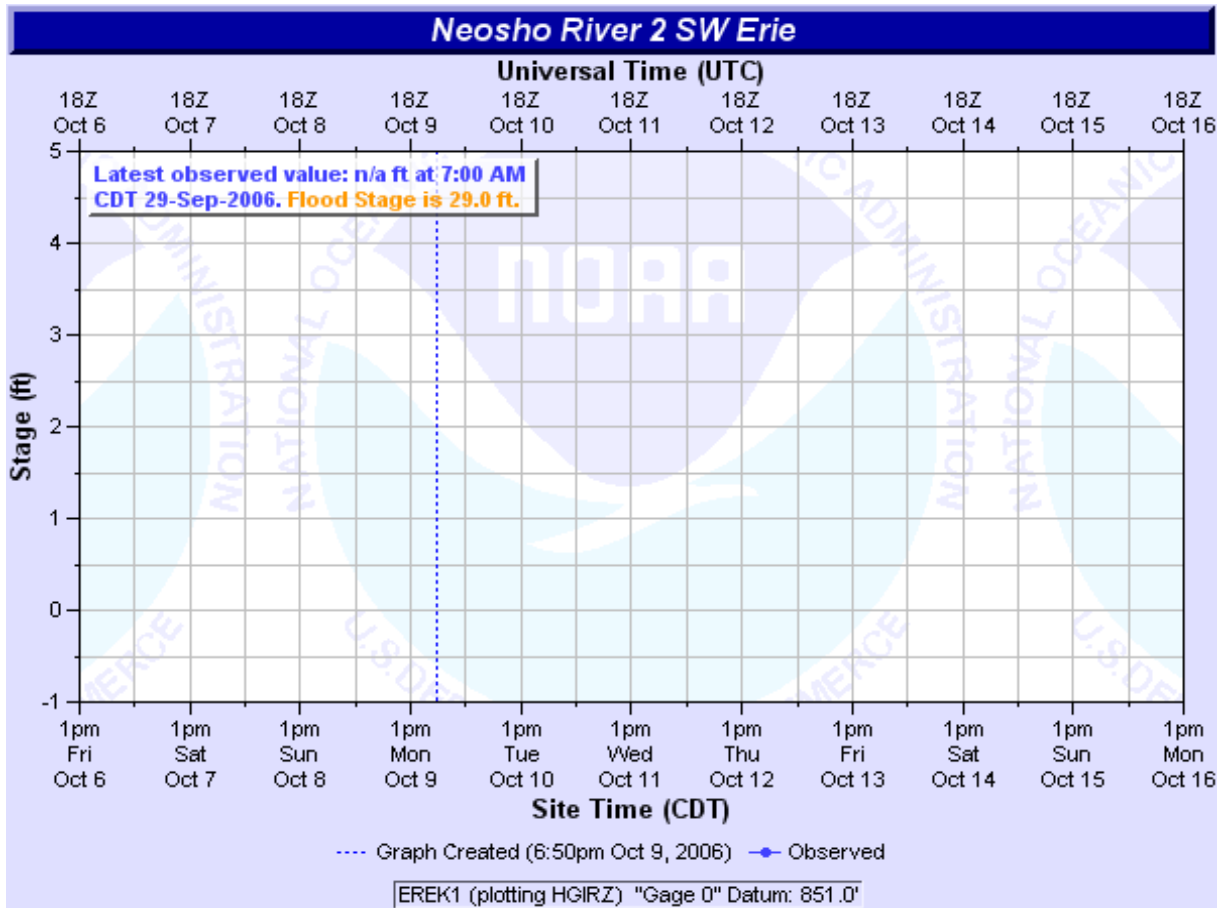 Neosho River 2 SW Erie
Universal Time (UTC)
18Z 18Z 18Z 18Z 18Z 18Z 18Z 18Z 18Z 18Z 18Z
Oct 6 Oct 7 Oct 8 Oct 9 Oct 10 Oct 11 Oct 12 Oct 13 Oct 14 Oct 15 Oct 16
Latest observed value: n/a ft at 7:00 AM
CDT 29-Sep-2006. Flood Stage is 29.0 ft.
Stage (ft)
5
4
3
2
1
0
-1
NOAA
NATIONAL OCEANIC ADMINISTRATION
U.S.DE
1pm 1pm 1pm 1pm 1pm 1pm 1pm 1pm 1pm 1pm 1pm
Fri Sat Sun Mon Tue Wed Thu Fri Sat Sun Mon
Oct 6 Oct 7 Oct 8 Oct 9 Oct 10 Oct 11 Oct 12 Oct 13 Oct 14 Oct 15 Oct 16
Site Time (CDT)
Graph Created (6:50pm Oct 9, 2006) Observed
EREK1 (plotting HGIRZ) "Gage 0" Datum: 851.0'